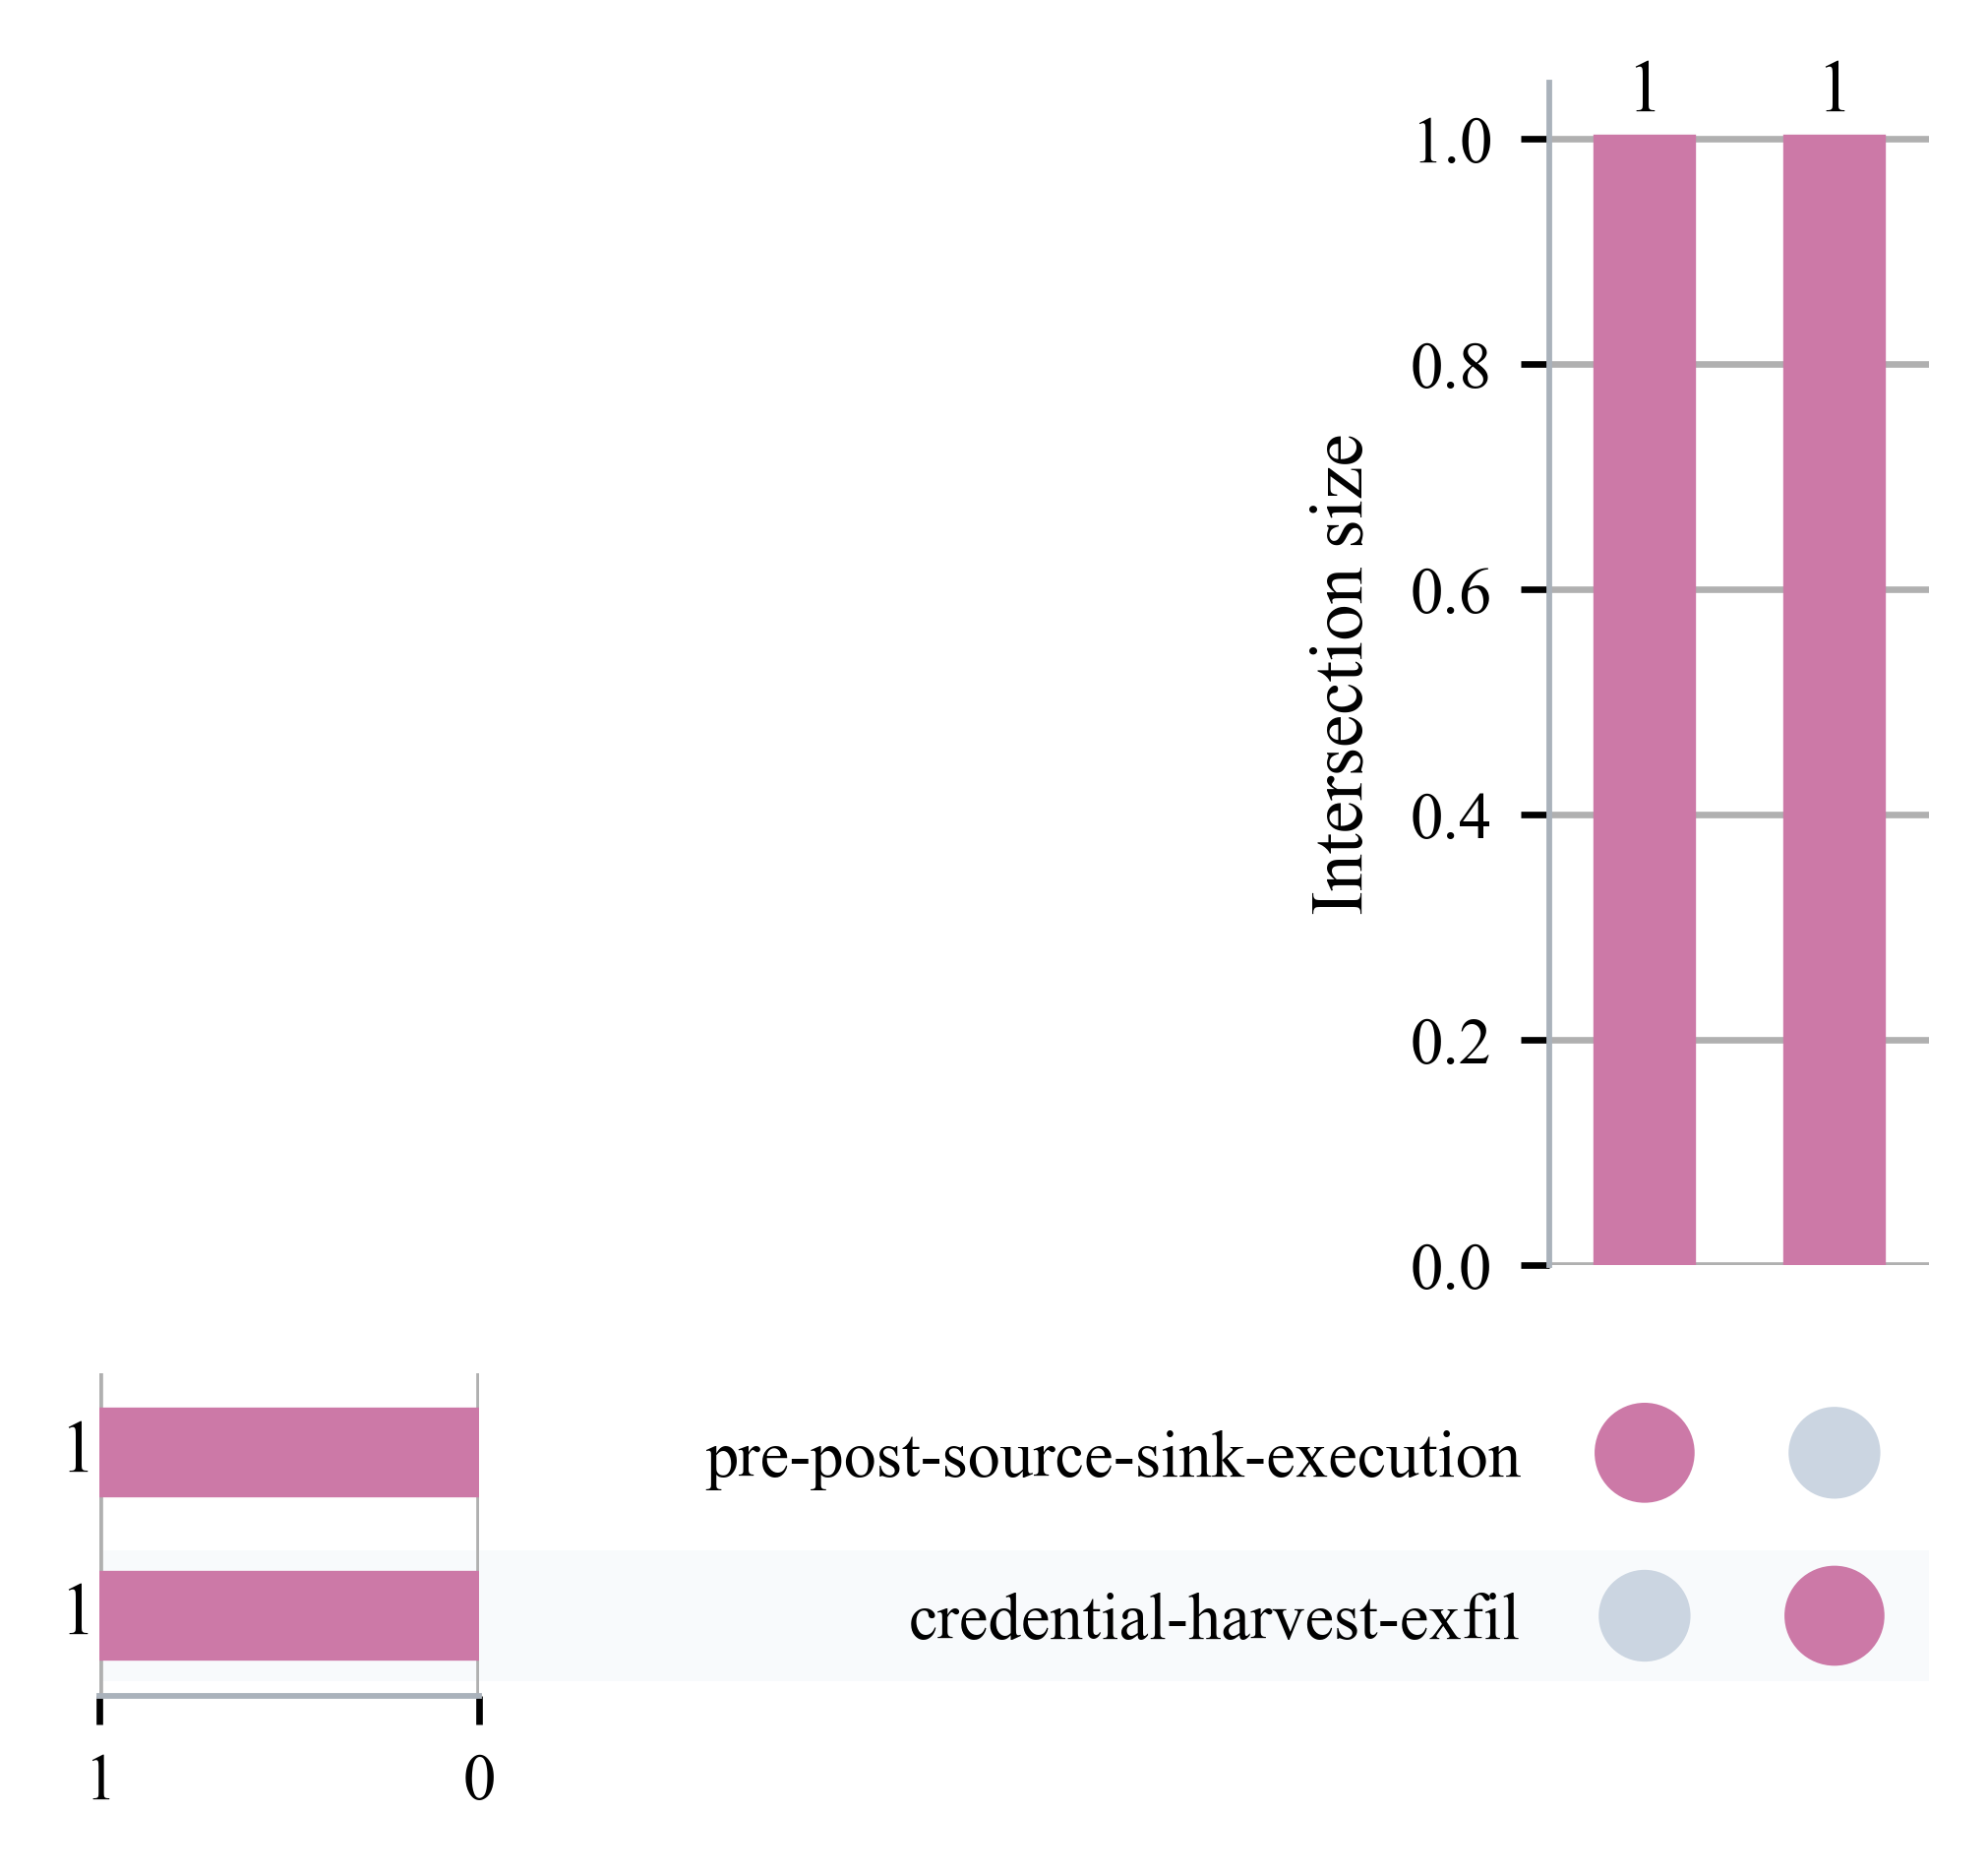 1 1
1.0
0.8
0.6
0.4
0.2
0.0
Intersection size
1 pre-post-source-sink-execution
1 credential-harvest-exfil
1 0